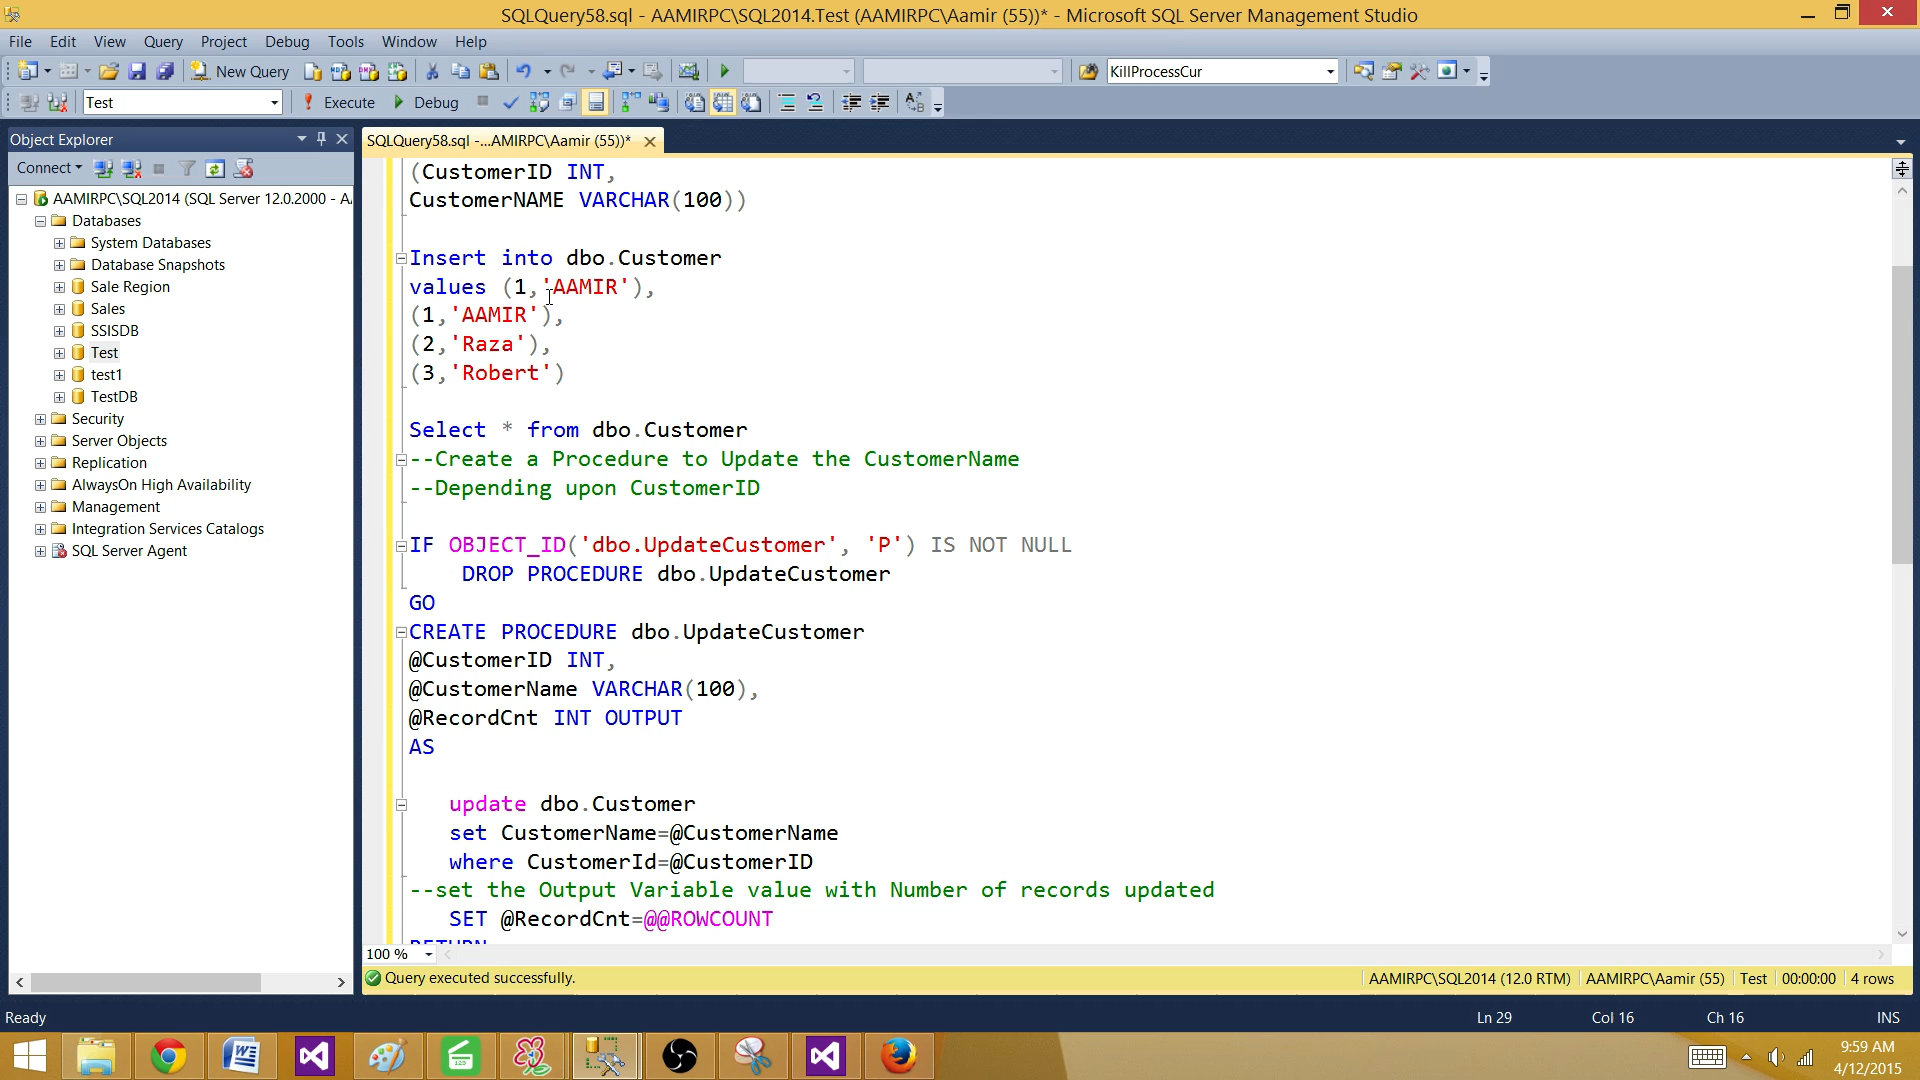 SQLQuery58.sql - AAMIRPC\SQL2014.Test (AAMIRPC\Aamir (55))* - Microsoft SQL Server Management Studio
File Edit View Query Project Debug Tools Window Help
New Query KillProcessCur
Test Execute Debug
Object Explorer
SQLQuery58.sql -...AMIRPC\Aamir (55))*
Connect
AAMIRPC\SQL2014 (SQL Server 12.0.2000 - A
Databases
System Databases
Database Snapshots
Sale Region
Sales
SSISDB
Test
test1
TestDB
Security
Server Objects
Replication
AlwaysOn High Availability
Management
Integration Services Catalogs
SQL Server Agent
(CustomerID INT,
CustomerNAME VARCHAR(100))
Insert into dbo.Customer
values (1,'AAMIR'),
(1,'AAMIR'),
(2,'Raza'),
(3,'Robert')
Select * from dbo.Customer
--Create a Procedure to Update the CustomerName
--Depending upon CustomerID
IF OBJECT_ID('dbo.UpdateCustomer', 'P') IS NOT NULL
DROP PROCEDURE dbo.UpdateCustomer
GO
CREATE PROCEDURE dbo.UpdateCustomer
@CustomerID INT,
@CustomerName VARCHAR(100),
@RecordCnt INT OUTPUT
AS
update dbo.Customer
set CustomerName=@CustomerName
where CustomerId=@CustomerID
--set the Output Variable value with Number of records updated
SET @RecordCnt=@@ROWCOUNT
RETURN
100 %
Query executed successfully. AAMIRPC\SQL2014 (12.0 RTM) AAMIRPC\Aamir (55) Test 00:00:00 4 rows
Ready Ln 29 Col 16 Ch 16 INS
9:59 AM
4/12/2015